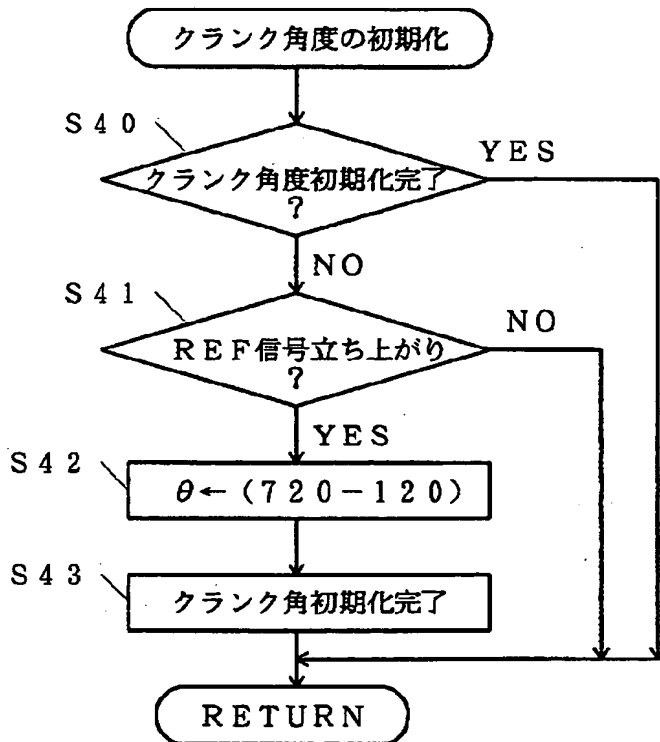 クランク角度の初期化
S40
YES
クランク角度初期化完了
?
NO
S41
NO
REF信号立ち上がり
?
YES
S42
θ←(720-120)
S43
クランク角初期化完了
RETURN